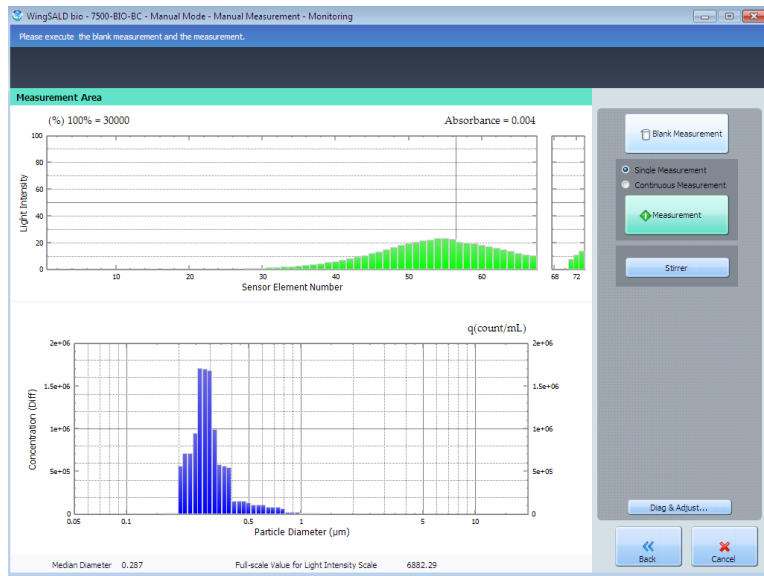 WingSALD bio - 7500-BIO-BC - Manual Mode - Manual Measurement - Monitoring
Please execute the blank measurement and the measurement.
Measurement Area
(%) 100% = 30000 Absorbance = 0.004
100
80
60
40
20
0
Light Intensity
10 20 30 40 50 60 68 72
Sensor Element Number
q(count/mL)
2e+06 2e+06
1.5e+06 1.5e+06
1e+06 1e+06
5e+05 5e+05
0 0
Concentration (Diff)
0.05 0.1 0.5 1 5 10
Particle Diameter (μm)
Median Diameter 0.287 Full-scale Value for Light Intensity Scale 6882.29
Blank Measurement
Single Measurement
Continuous Measurement
Measurement
Stirrer
Diag & Adjust...
Back Cancel